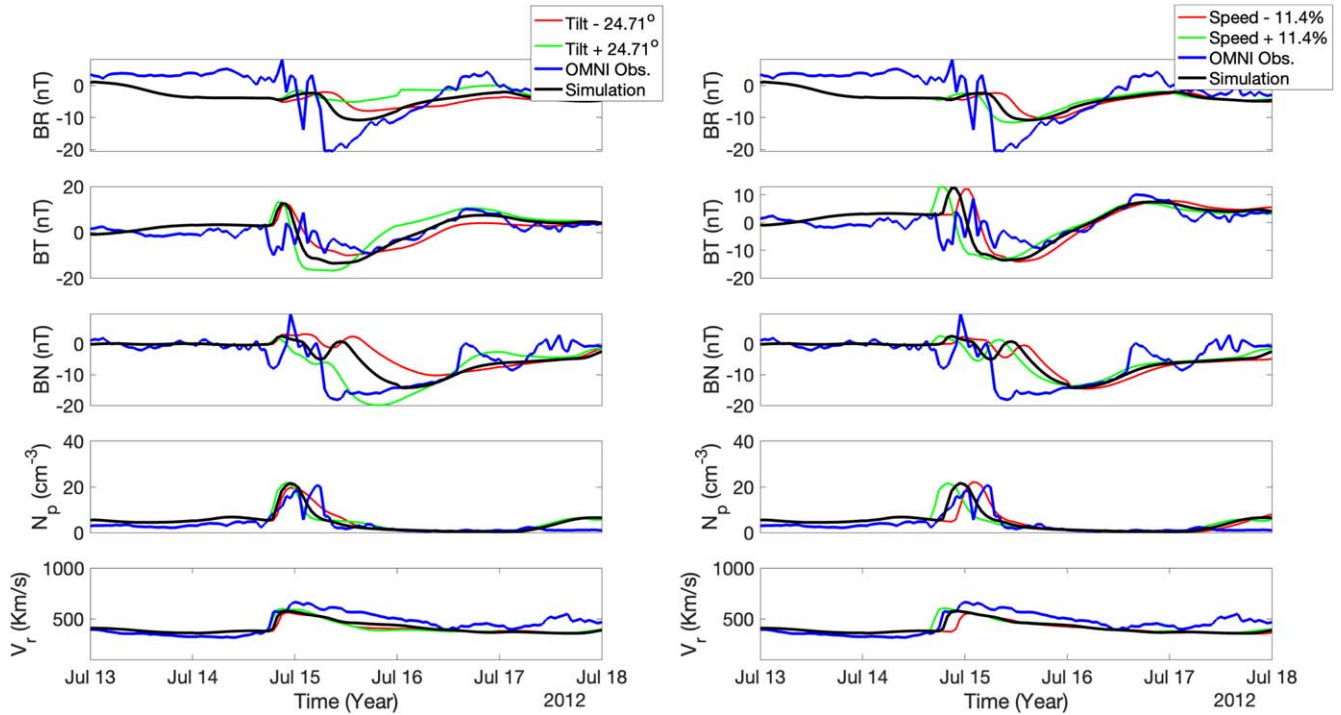 Tilt - 24.71°
Tilt + 24.71°
OMNI Obs.
Simulation
BR (nT)
0
-10
-20
BT (nT)
20
0
-20
BN (nT)
0
-10
-20
Np (cm-3)
40
20
0
Vr (Km/s)
1000
500
Jul 13 Jul 14 Jul 15 Jul 16 Jul 17 Jul 18
Time (Year) 2012
Speed - 11.4%
Speed + 11.4%
OMNI Obs.
Simulation
BR (nT)
0
-10
-20
BT (nT)
10
0
-10
-20
BN (nT)
0
-10
-20
Np (cm-3)
40
20
0
Vr (Km/s)
1000
500
Jul 13 Jul 14 Jul 15 Jul 16 Jul 17 Jul 18
Time (Year) 2012